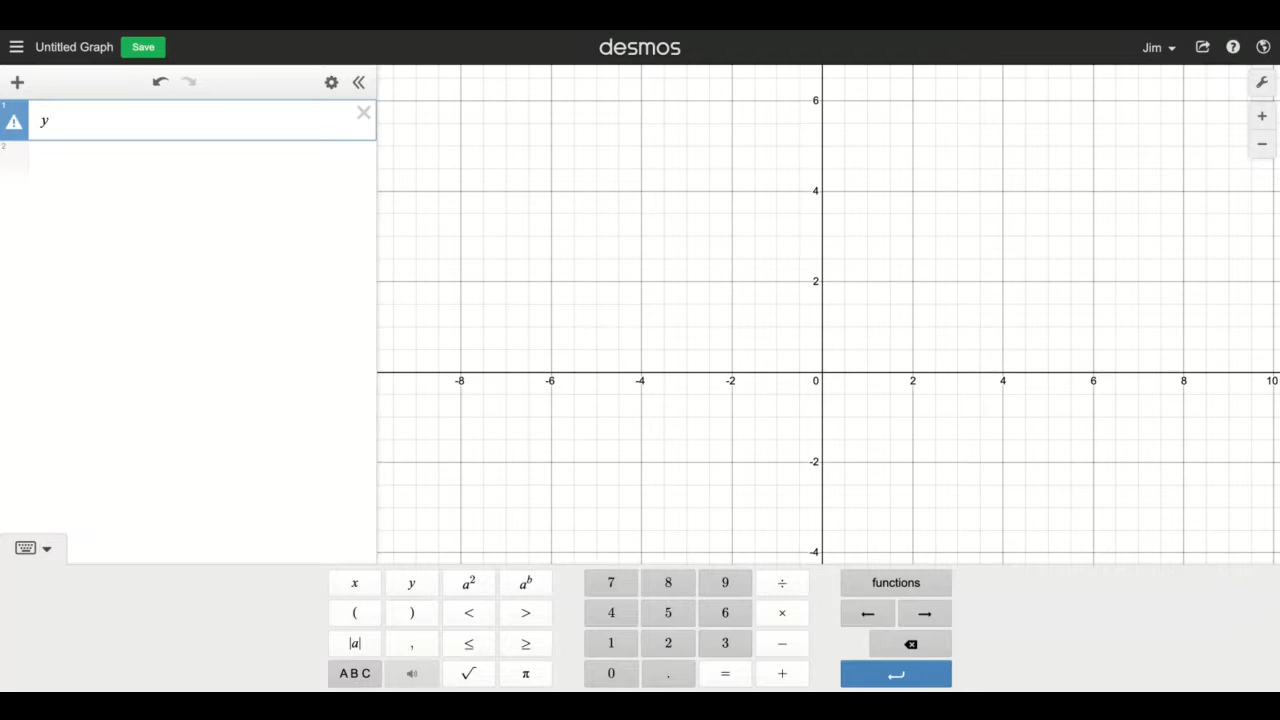 Untitled Graph Save desmos Jim
1
y
2
6
4
2
-8 -6 -4 -2 0 2 4 6 8 10
-2
-4
x y a² aᵇ 7 8 9 ÷ functions
( ) < > 4 5 6 × ← →
|a| , ≤ ≥ 1 2 3 −
A B C √ π 0 . = +